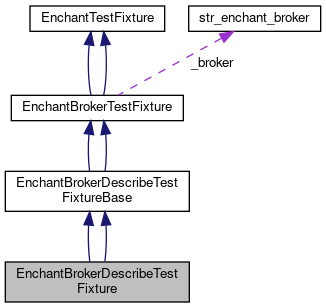 EnchantTestFixture
str_enchant_broker
_broker
EnchantBrokerTestFixture
EnchantBrokerDescribeTest
FixtureBase
EnchantBrokerDescribeTest
Fixture